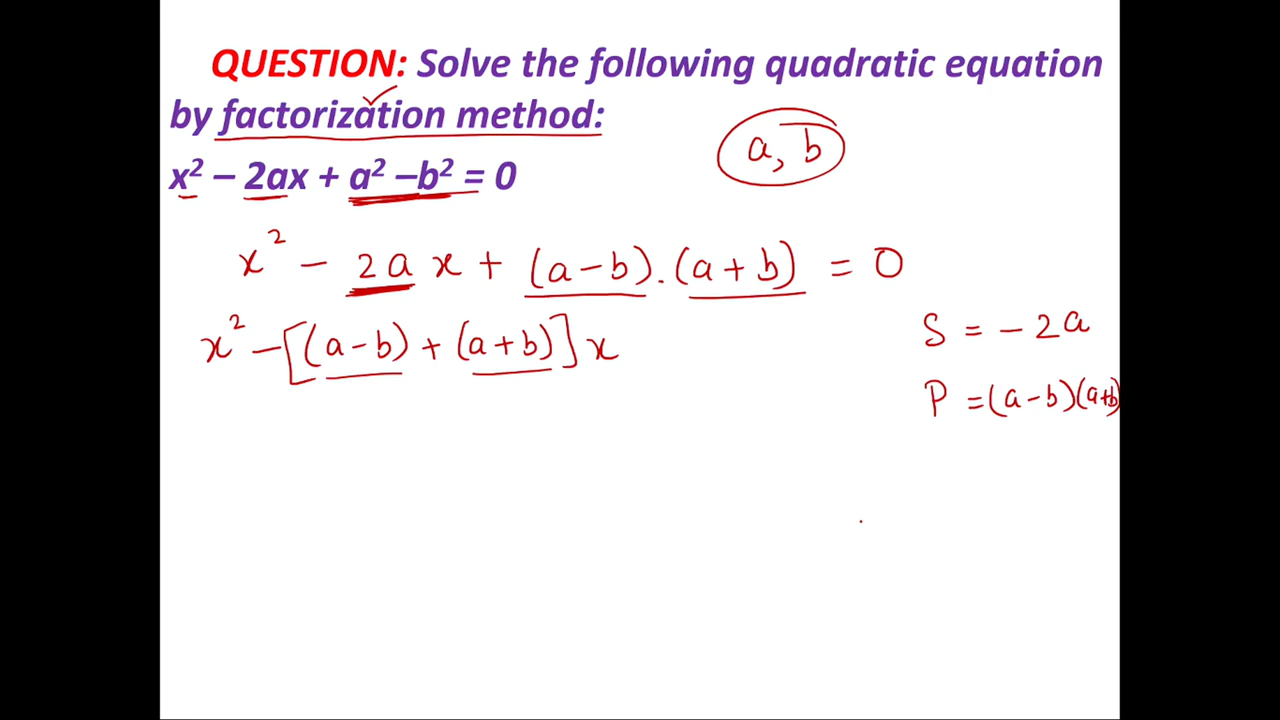 QUESTION: Solve the following quadratic equation
by factorization method:
a, b
x² – 2ax + a² –b² = 0
x² – 2a x + (a – b) . (a + b) = 0
x² – [(a – b) + (a + b)] x
S = – 2a
P = (a – b)(a+b)